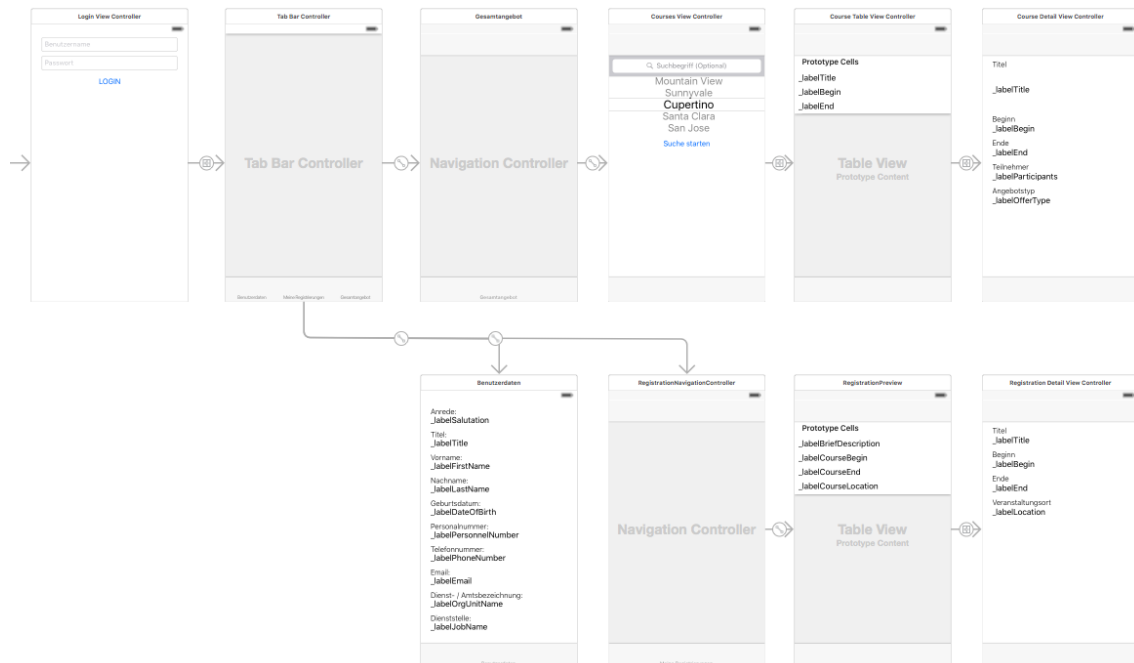 Login View Controller
Benutzername
Passwort
LOGIN
Tab Bar Controller
Tab Bar Controller
Benutzerdaten Meine Registrierungen Gesamtangebot
Gesamtangebot
Navigation Controller
Gesamtangebot
Courses View Controller
Suchbegriff (Optional)
Mountain View
Sunnyvale
Cupertino
Santa Clara
San Jose
Suche starten
Course Table View Controller
Prototype Cells
_labelTitle
_labelBegin
_labelEnd
Table View
Prototype Content
Course Detail View Controller
Titel
_labelTitle
Beginn
_labelBegin
Ende
_labelEnd
Teilnehmer
_labelParticipants
Angebotstyp
_labelOfferType
Benutzerdaten
Anrede:
_labelSalutation
Titel:
_labelTitle
Vorname:
_labelFirstName
Nachname:
_labelLastName
Geburtsdatum:
_labelDateOfBirth
Personalnummer:
_labelPersonnelNumber
Telefonnummer:
_labelPhoneNumber
Email:
_labelEmail
Dienst- / Amtsbezeichnung:
_labelOrgUnitName
Dienststelle:
_labelJobName
RegistrationNavigationController
Navigation Controller
RegistrationPreview
Prototype Cells
_labelBriefDescription
_labelCourseBegin
_labelCourseEnd
_labelCourseLocation
Table View
Prototype Content
Registration Detail View Controller
Titel
_labelTitle
Beginn
_labelBegin
Ende
_labelEnd
Veranstaltungsort
_labelLocation